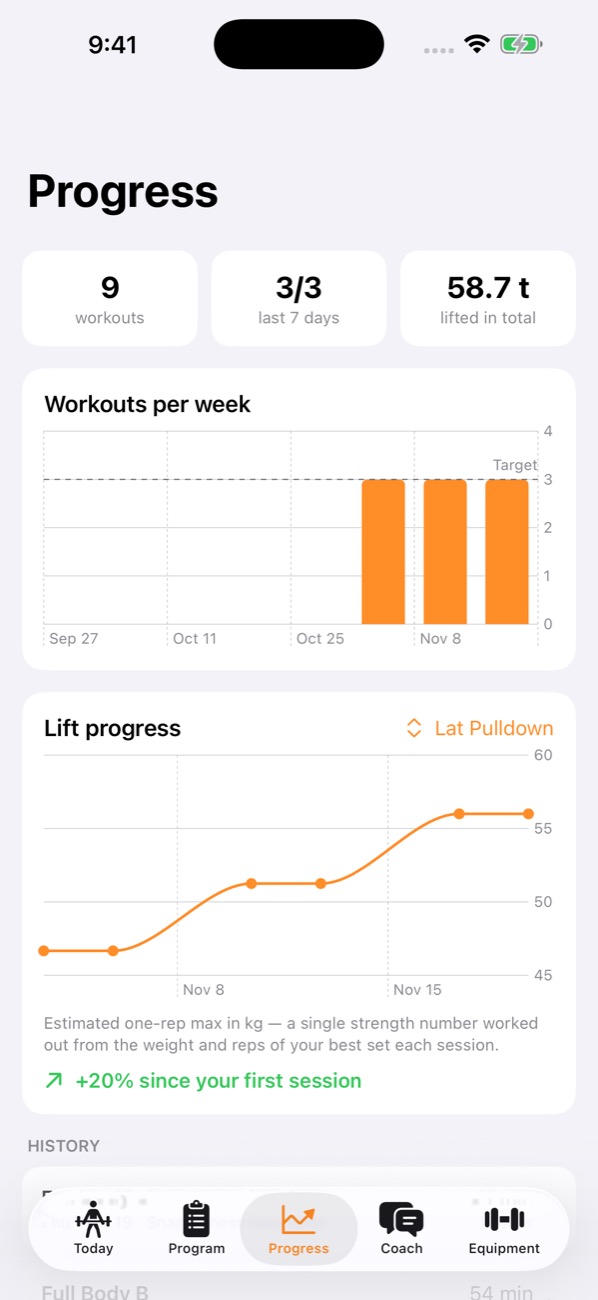 9:41
Progress
9
workouts
3/3
last 7 days
58.7 t
lifted in total
Workouts per week
4
Target
3
2
1
0
Sep 27
Oct 11
Oct 25
Nov 8
Lift progress
Lat Pulldown
60
55
50
45
Nov 8
Nov 15
Estimated one-rep max in kg — a single strength number worked
out from the weight and reps of your best set each session.
+20% since your first session
HISTORY
Today
Program
Progress
Coach
Equipment
Full Body B
54 min